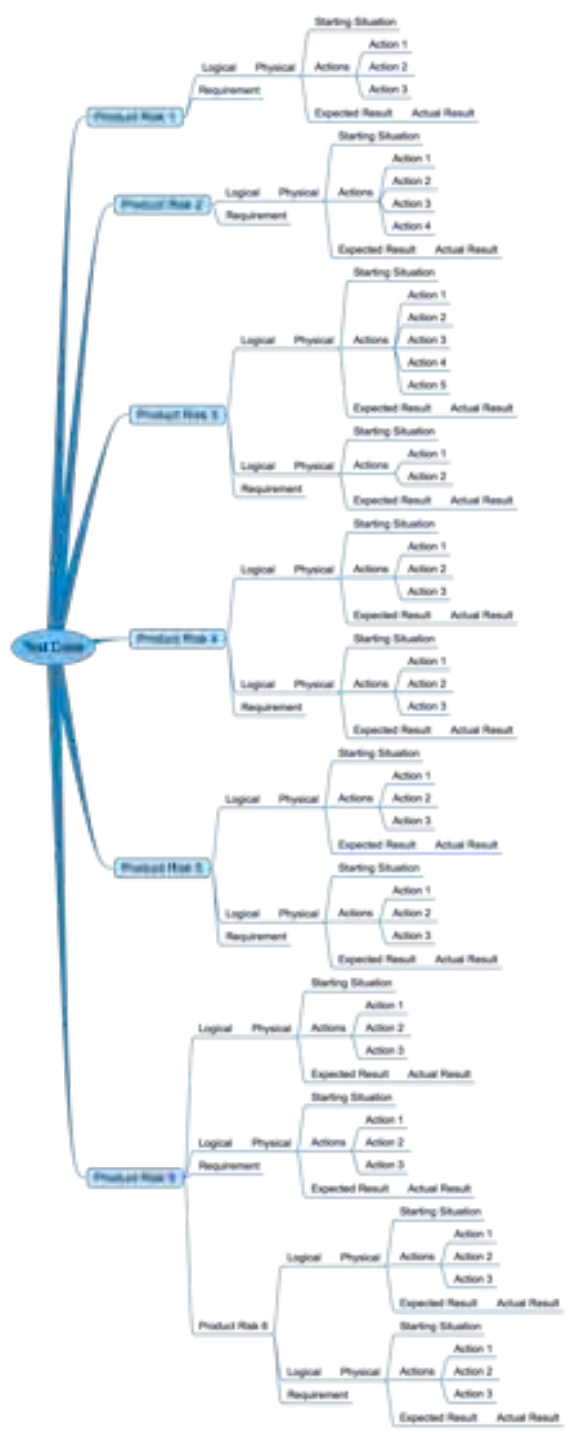 Test
Product Risk 1
Logical Physical
Starting Situation
Actions
Action 1
Action 2
Action 3
Expected Result Actual Result
Requirement
Product Risk 2
Logical Physical
Starting Situation
Actions
Action 1
Action 2
Action 3
Action 4
Expected Result Actual Result
Requirement
Product Risk 3
Logical Physical
Starting Situation
Actions
Action 1
Action 2
Action 3
Action 4
Action 5
Expected Result Actual Result
Logical Physical
Starting Situation
Actions
Action 1
Action 2
Expected Result Actual Result
Requirement
Product Risk 4
Logical Physical
Starting Situation
Actions
Action 1
Action 2
Action 3
Expected Result Actual Result
Logical Physical
Starting Situation
Actions
Action 1
Action 2
Action 3
Expected Result Actual Result
Requirement
Product Risk 5
Logical Physical
Starting Situation
Actions
Action 1
Action 2
Action 3
Expected Result Actual Result
Logical Physical
Starting Situation
Actions
Action 1
Action 2
Action 3
Expected Result Actual Result
Requirement
Product Risk
Logical Physical
Starting Situation
Actions
Action 1
Action 2
Action 3
Expected Result Actual Result
Logical Physical
Starting Situation
Actions
Action 1
Action 2
Action 3
Expected Result Actual Result
Requirement
Product Risk 6
Logical Physical
Starting Situation
Actions
Action 1
Action 2
Action 3
Expected Result Actual Result
Logical Physical
Starting Situation
Actions
Action 1
Action 2
Action 3
Expected Result Actual Result
Requirement